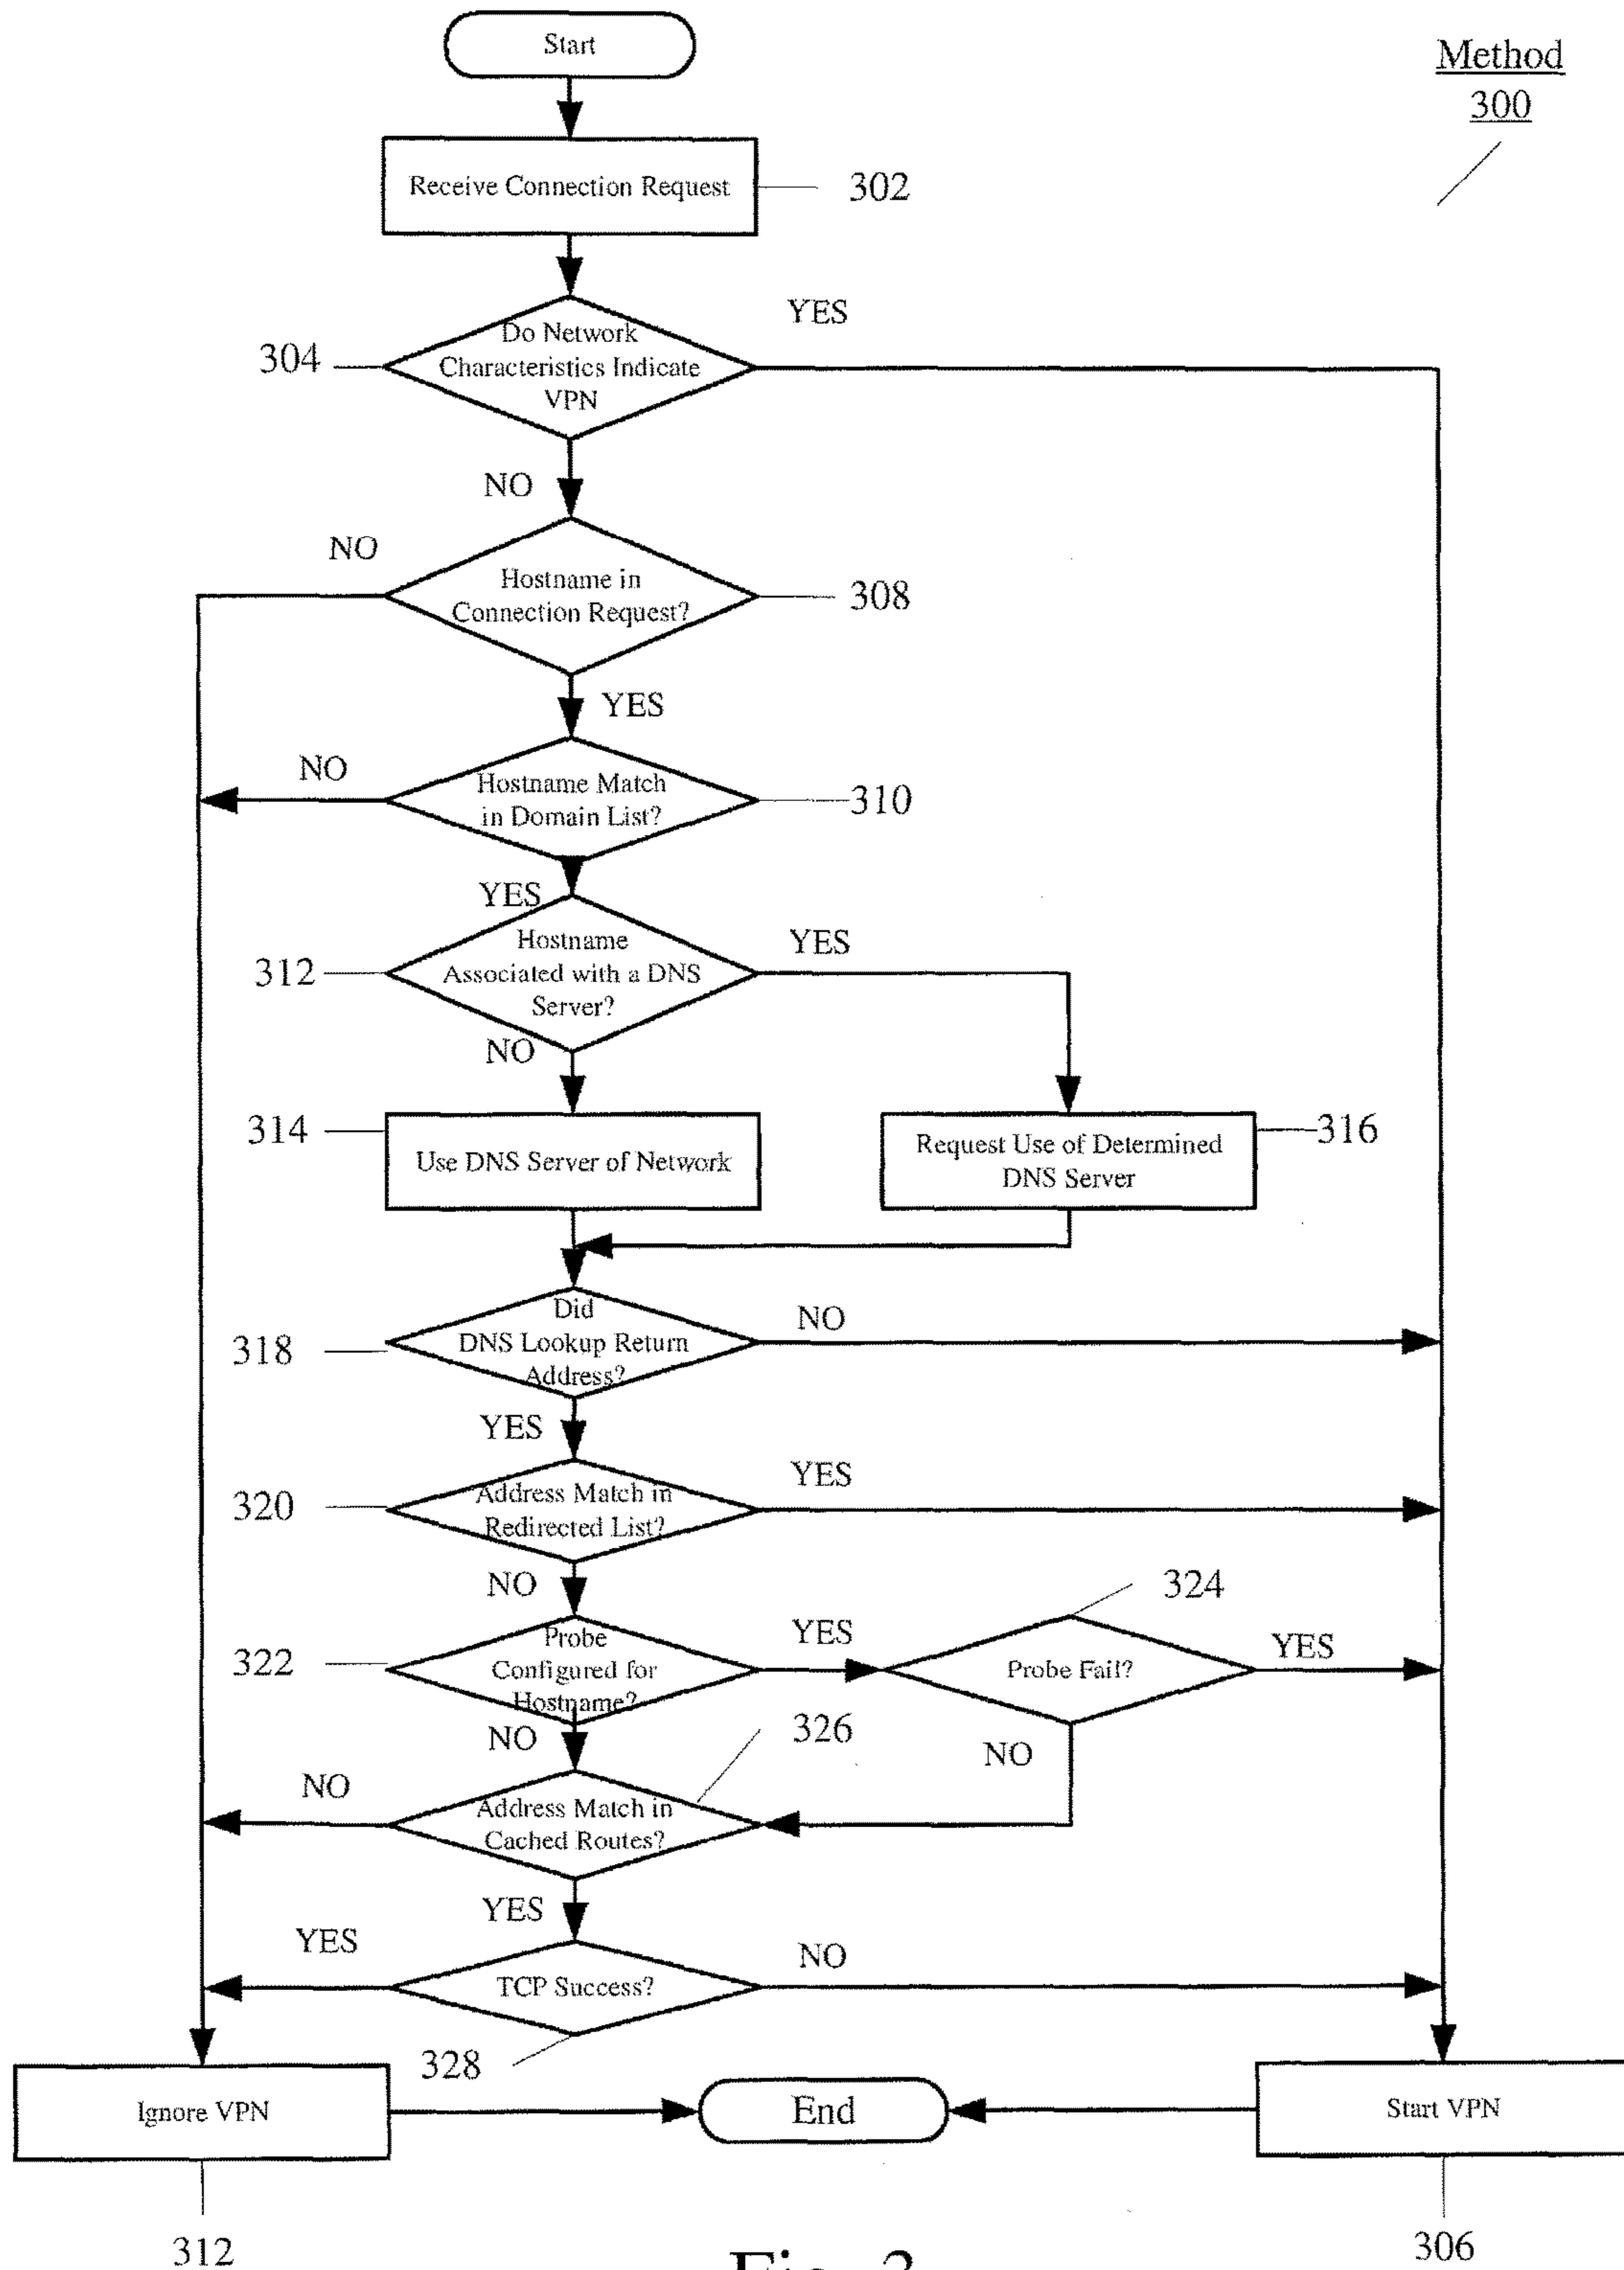 Start
Method
300
Receive Connection Request
302
YES
Do Network
Characteristics Indicate
VPN
304
NO
NO
Hostname in
Connection Request?
308
YES
NO
Hostname Match
in Domain List?
310
YES
Hostname
Associated with a DNS
Server?
312
YES
NO
314
Use DNS Server of Network
Request Use of Determined
DNS Server
316
Did
DNS Lookup Return
Address?
318
NO
YES
Address Match in
Redirected List?
320
YES
NO
324
Probe
Configured for
Hostname?
322
YES
Probe Fail?
YES
NO
326
NO
NO
Address Match in
Cached Routes?
YES
YES
TCP Success?
NO
328
Ignore VPN
End
Start VPN
312
306
Fig. 3